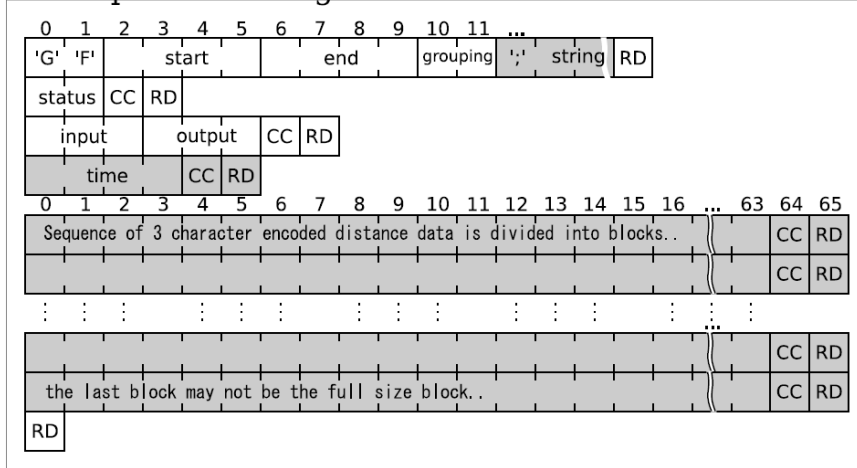 0 1 2 3 4 5 6 7 8 9 10 11 ...
'G' 'F' start end grouping ';' string RD
status CC RD
input output CC RD
time CC RD
0 1 2 3 4 5 6 7 8 9 10 11 12 13 14 15 16 ... 63 64 65
Sequence of 3 character encoded distance data is divided into blocks.. CC RD
CC RD
...
CC RD
the last block may not be the full size block.. CC RD
RD